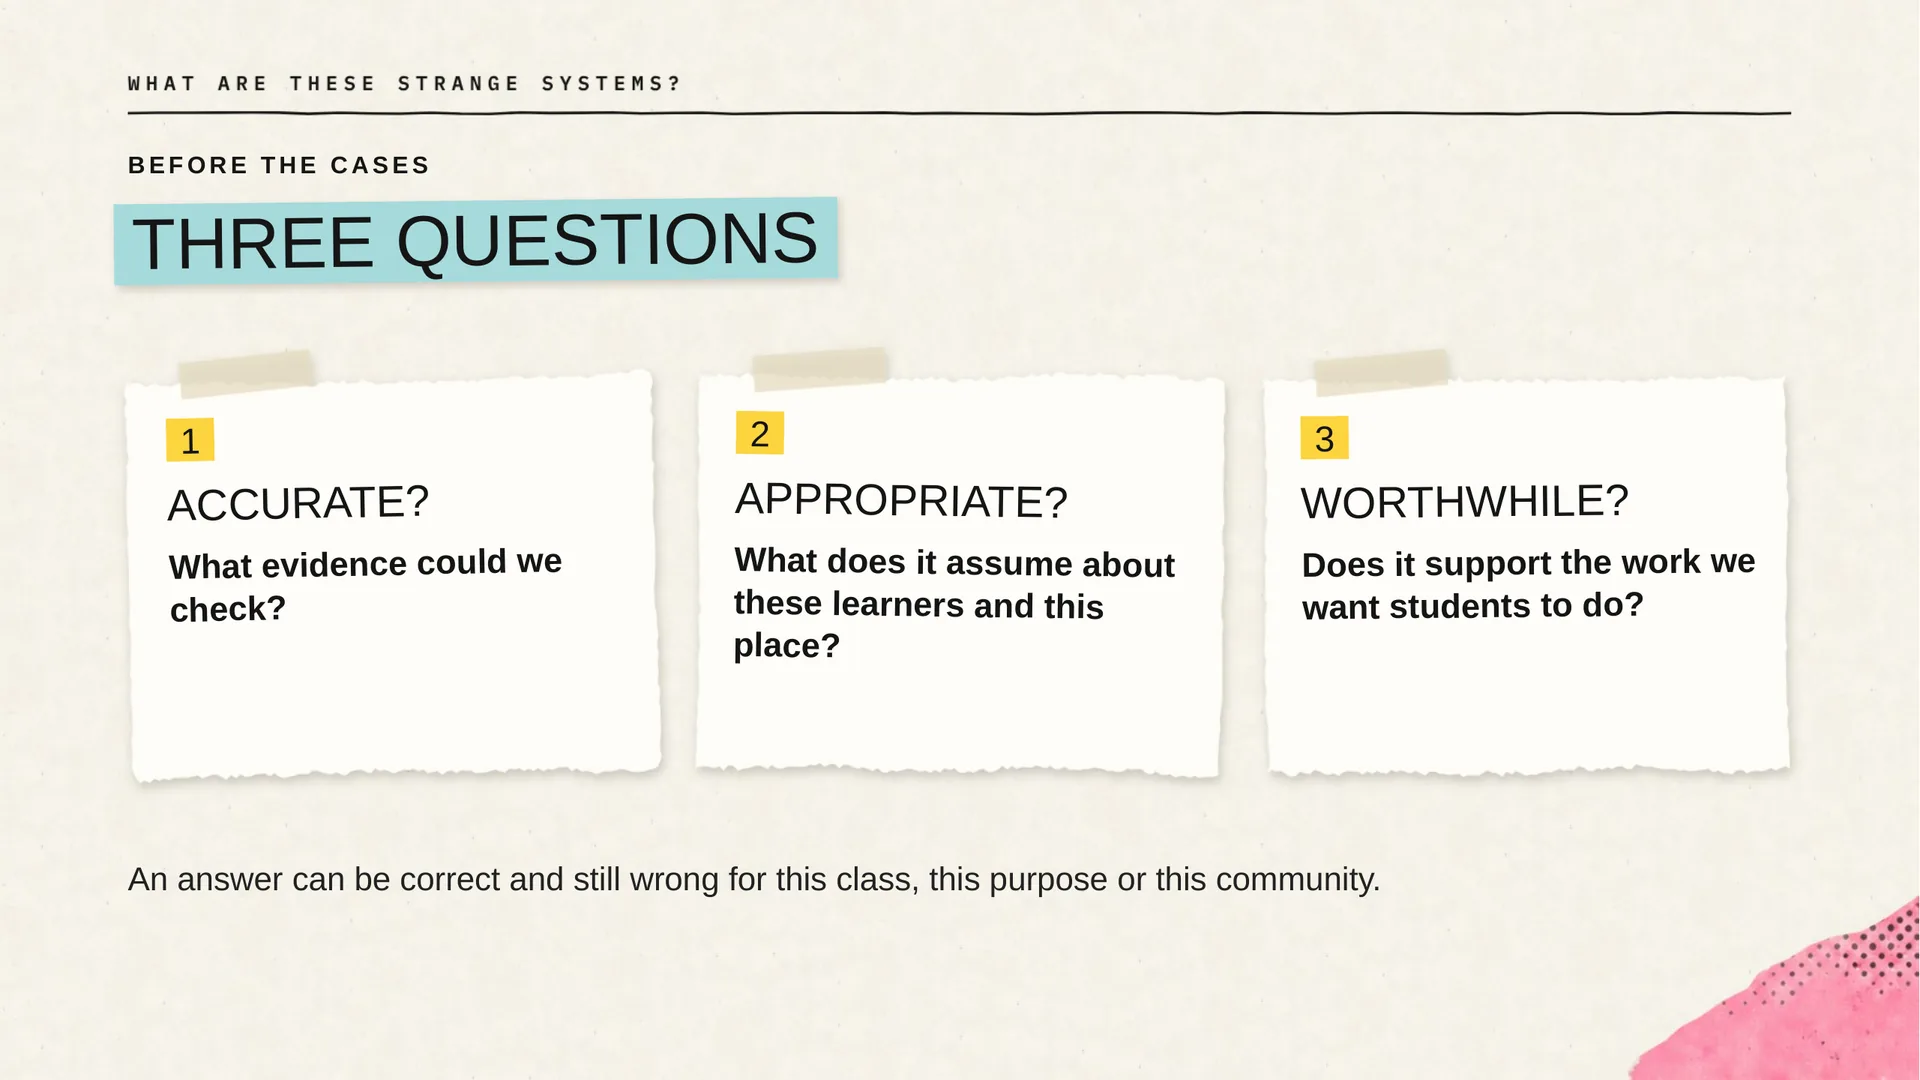 WHAT ARE THESE STRANGE SYSTEMS?
BEFORE THE CASES
THREE QUESTIONS
1
ACCURATE?
What evidence could we
check?
2
APPROPRIATE?
What does it assume about
these learners and this
place?
3
WORTHWHILE?
Does it support the work we
want students to do?
An answer can be correct and still wrong for this class, this purpose or this community.